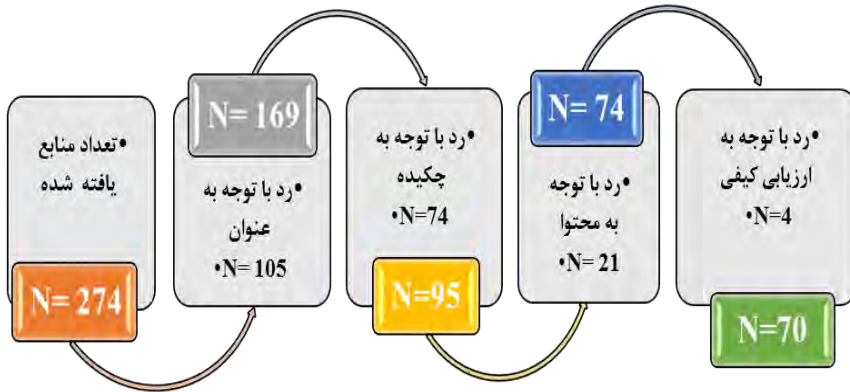 •تعداد منابع
یافته شده
N= 274
N= 169
•رد با توجه به
عنوان
•N= 105
•رد با توجه به
چکیده
•N=74
N=95
N= 74
•رد با توجه
به محتوا
•N= 21
•رد با توجه به
ارزیابی کیفی
•N=4
N=70